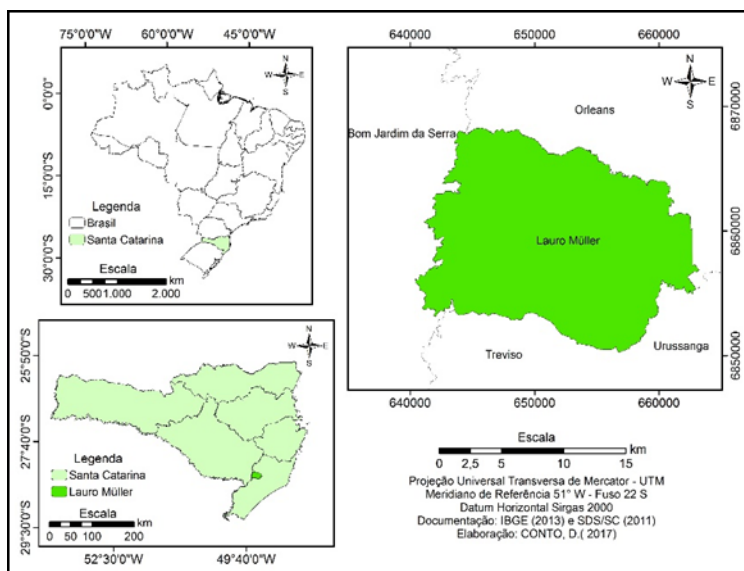 75°0'0"W 60°0'0"W 45°0'0"W
N
W E
S
0°0'0"
15°0'0"S
30°0'0"S
Legenda
Brasil
Santa Catarina
Escala
km
0 500 1.000 2.000
N
W E
S
25°50'0"S
27°40'0"S
29°30'0"S
Legenda
Santa Catarina
Lauro Müller
Escala
km
0 50 100 200
52°30'0"W 49°40'0"W
640000 650000 660000
N
W E
S
Orleans
Bom Jardim da Serra
Lauro Müller
Treviso
Urussanga
6870000
6860000
6850000
640000 650000 660000
Escala
km
0 2,5 5 10 15
Projeção Universal Transversa de Mercator - UTM
Meridiano de Referência 51° W - Fuso 22 S
Datum Horizontal Sirgas 2000
Documentação: IBGE (2013) e SDS/SC (2011)
Elaboração: CONTO, D.( 2017)